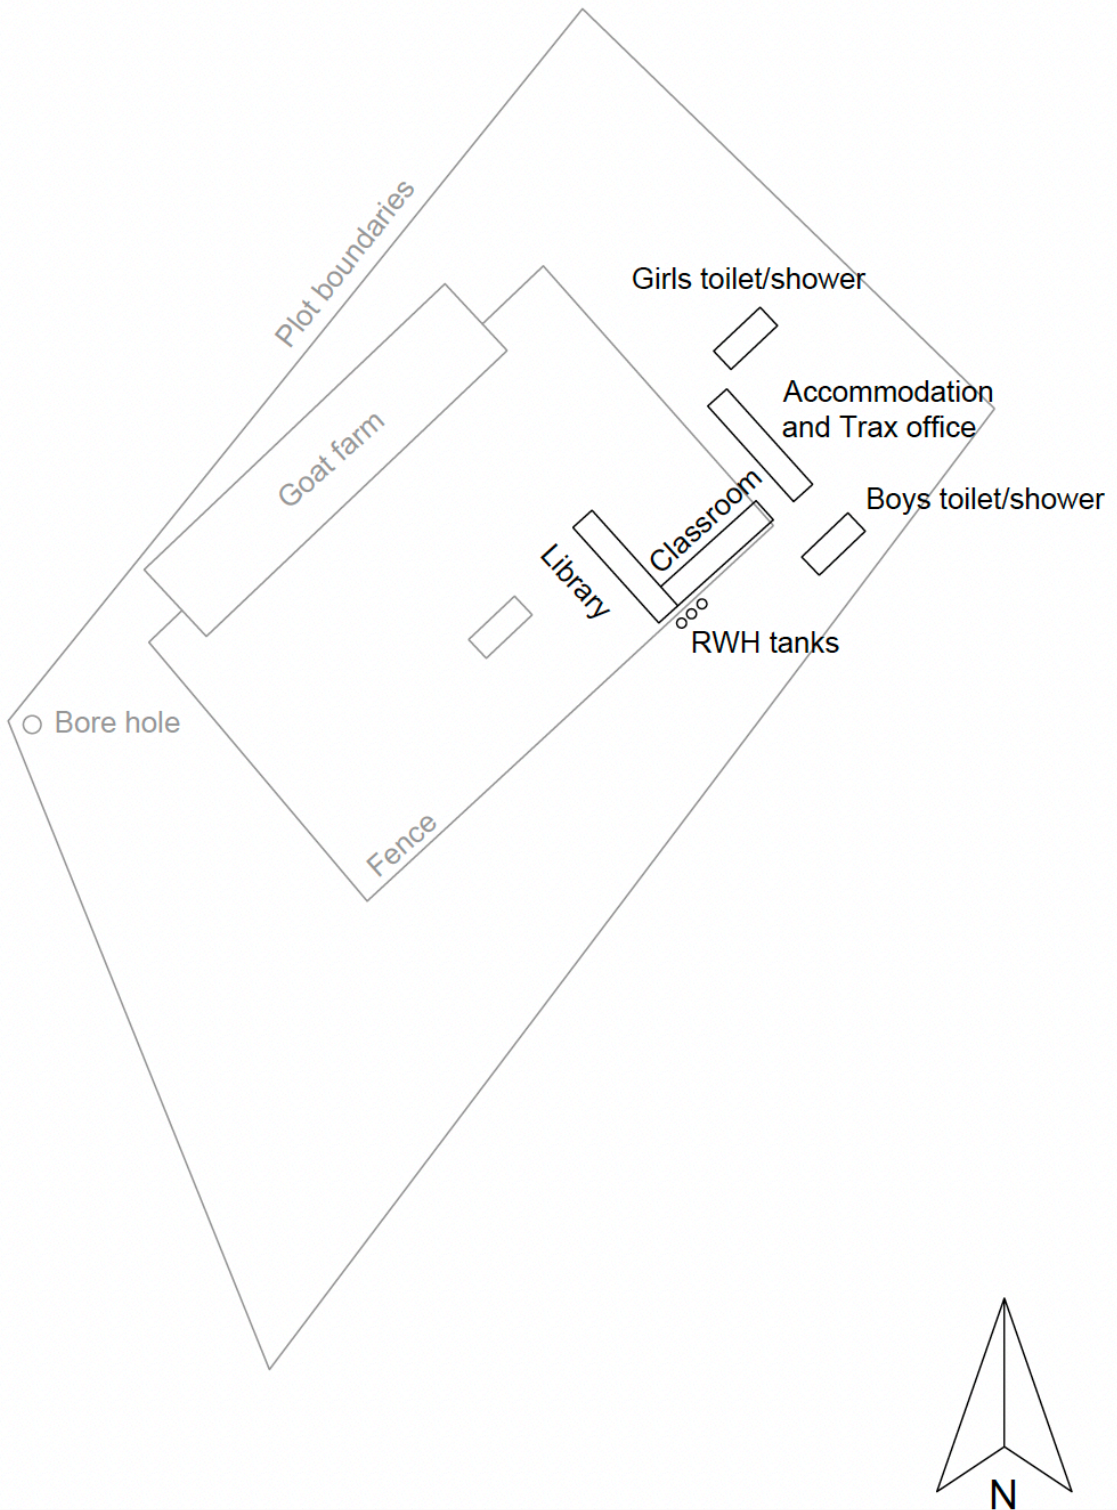 Plot boundaries
Girls toilet/shower
Accommodation
and Trax office
Goat farm
Classroom
Boys toilet/shower
Library
RWH tanks
Bore hole
Fence
N